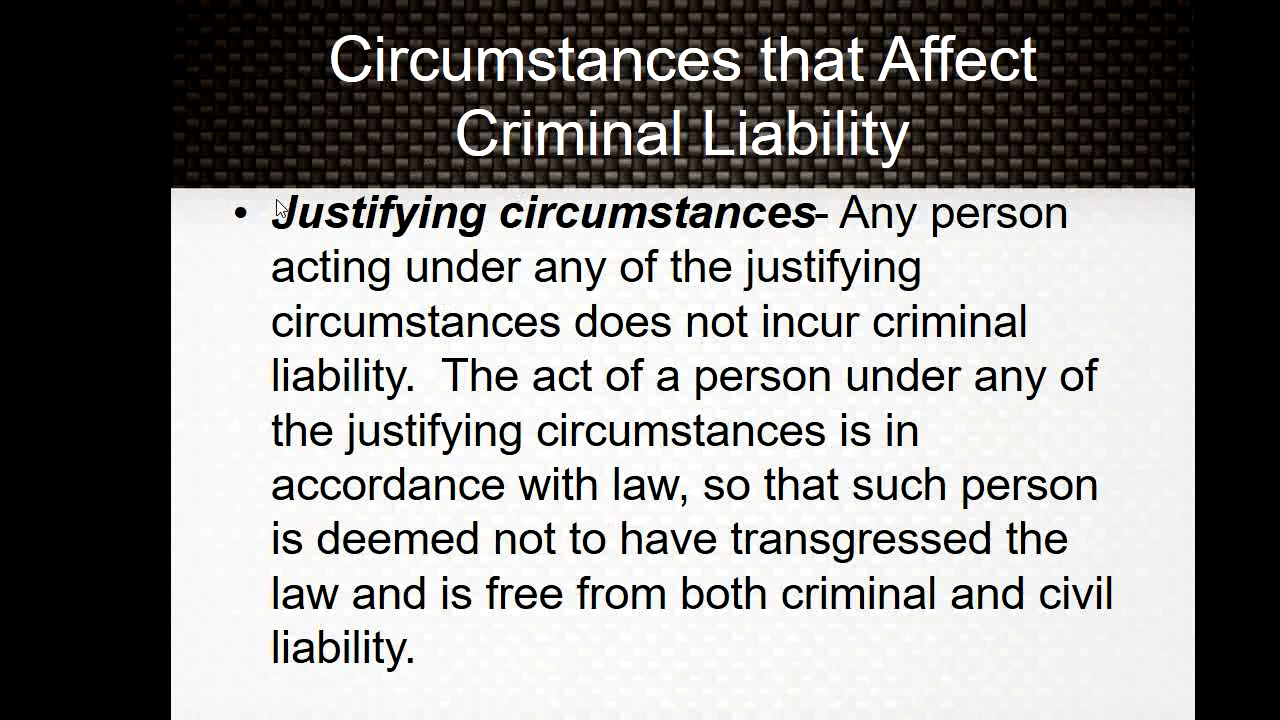 Circumstances that Affect
Criminal Liability
• Justifying circumstances- Any person
acting under any of the justifying
circumstances does not incur criminal
liability.  The act of a person under any of
the justifying circumstances is in
accordance with law, so that such person
is deemed not to have transgressed the
law and is free from both criminal and civil
liability.